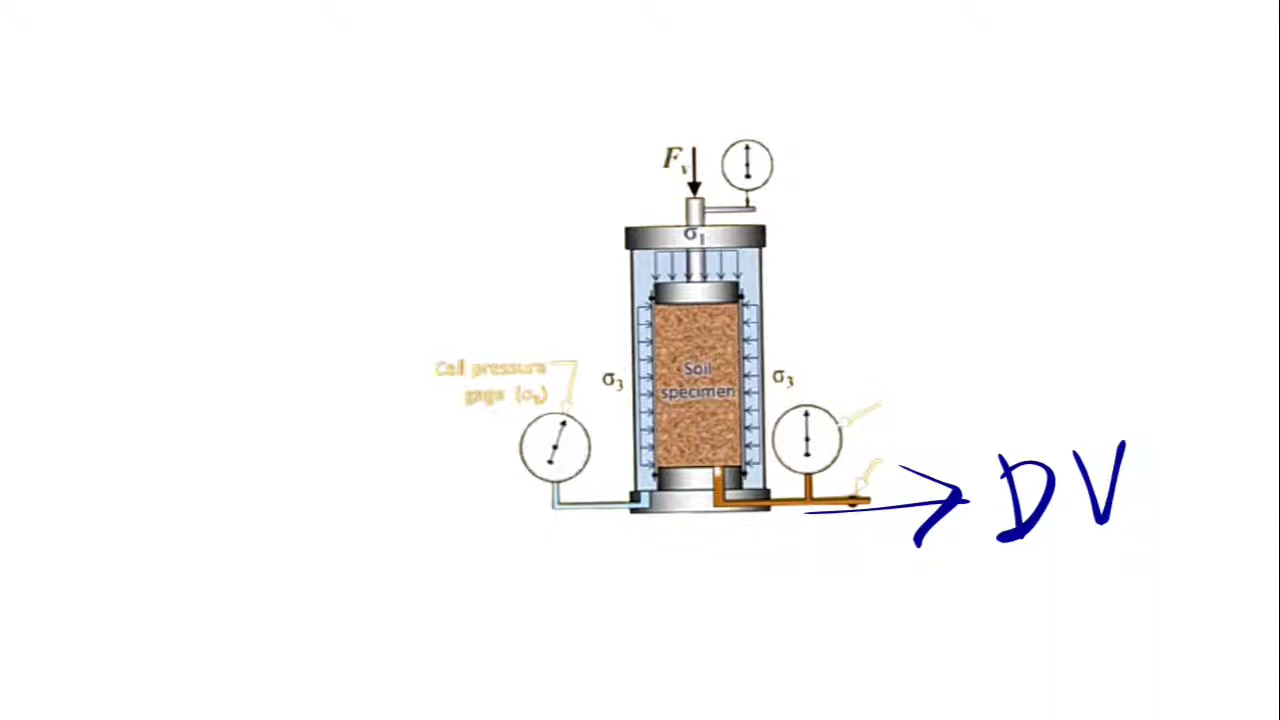 Fv
σ1
Cell pressure
gage (σ3)
σ3
σ3
Soil
specimen
DV